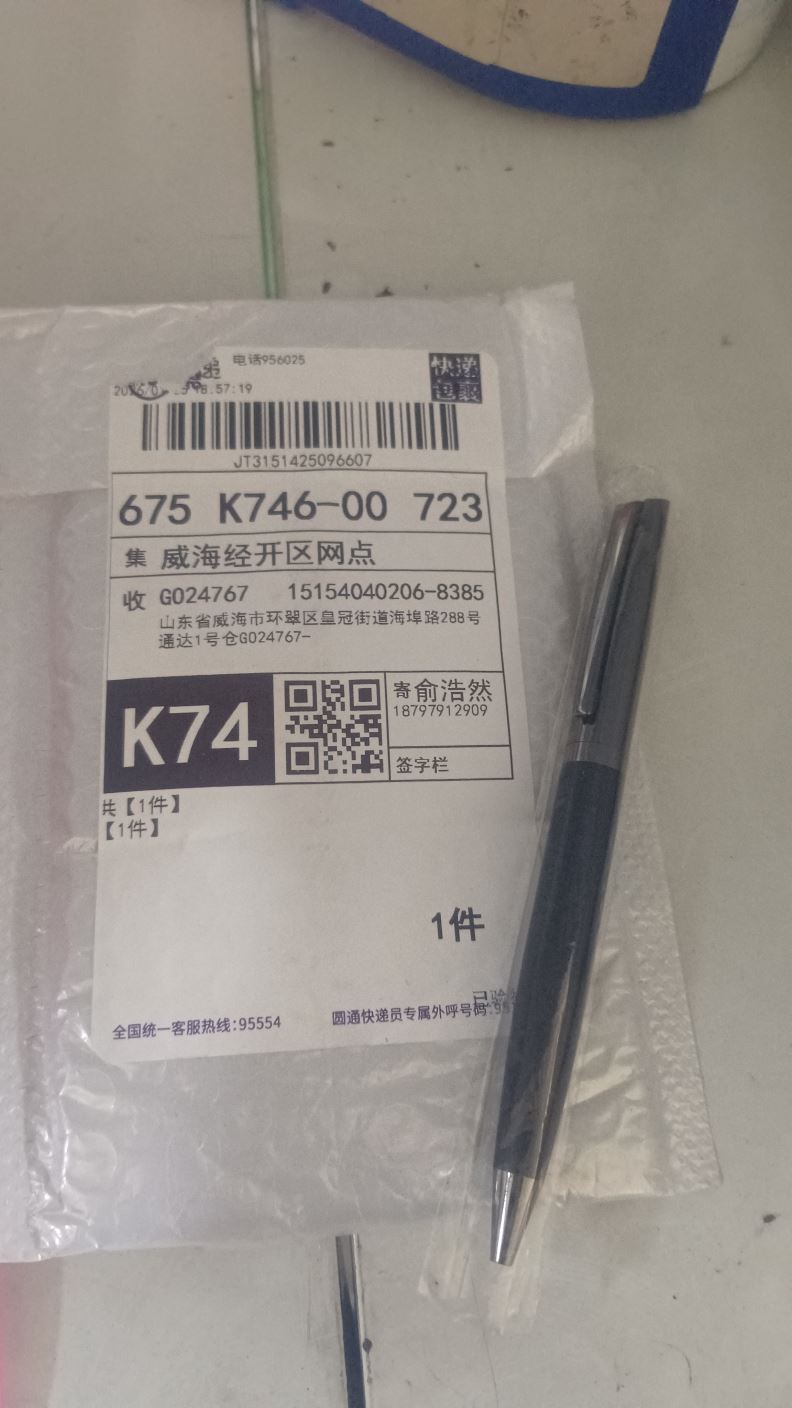 电话956025
快递
包裹
JT3151425096607
675 K746-00 723
集 威海经开区网点
收 G024767 15154040206-8385
山东省威海市环翠区皇冠街道海埠路288号
通达1号仓G024767-
K74
寄 俞浩然
18797912909
签字栏
共【1件】
【1件】
1件
已验
全国统一客服热线:95554 圆通快递员专属外呼号码:95